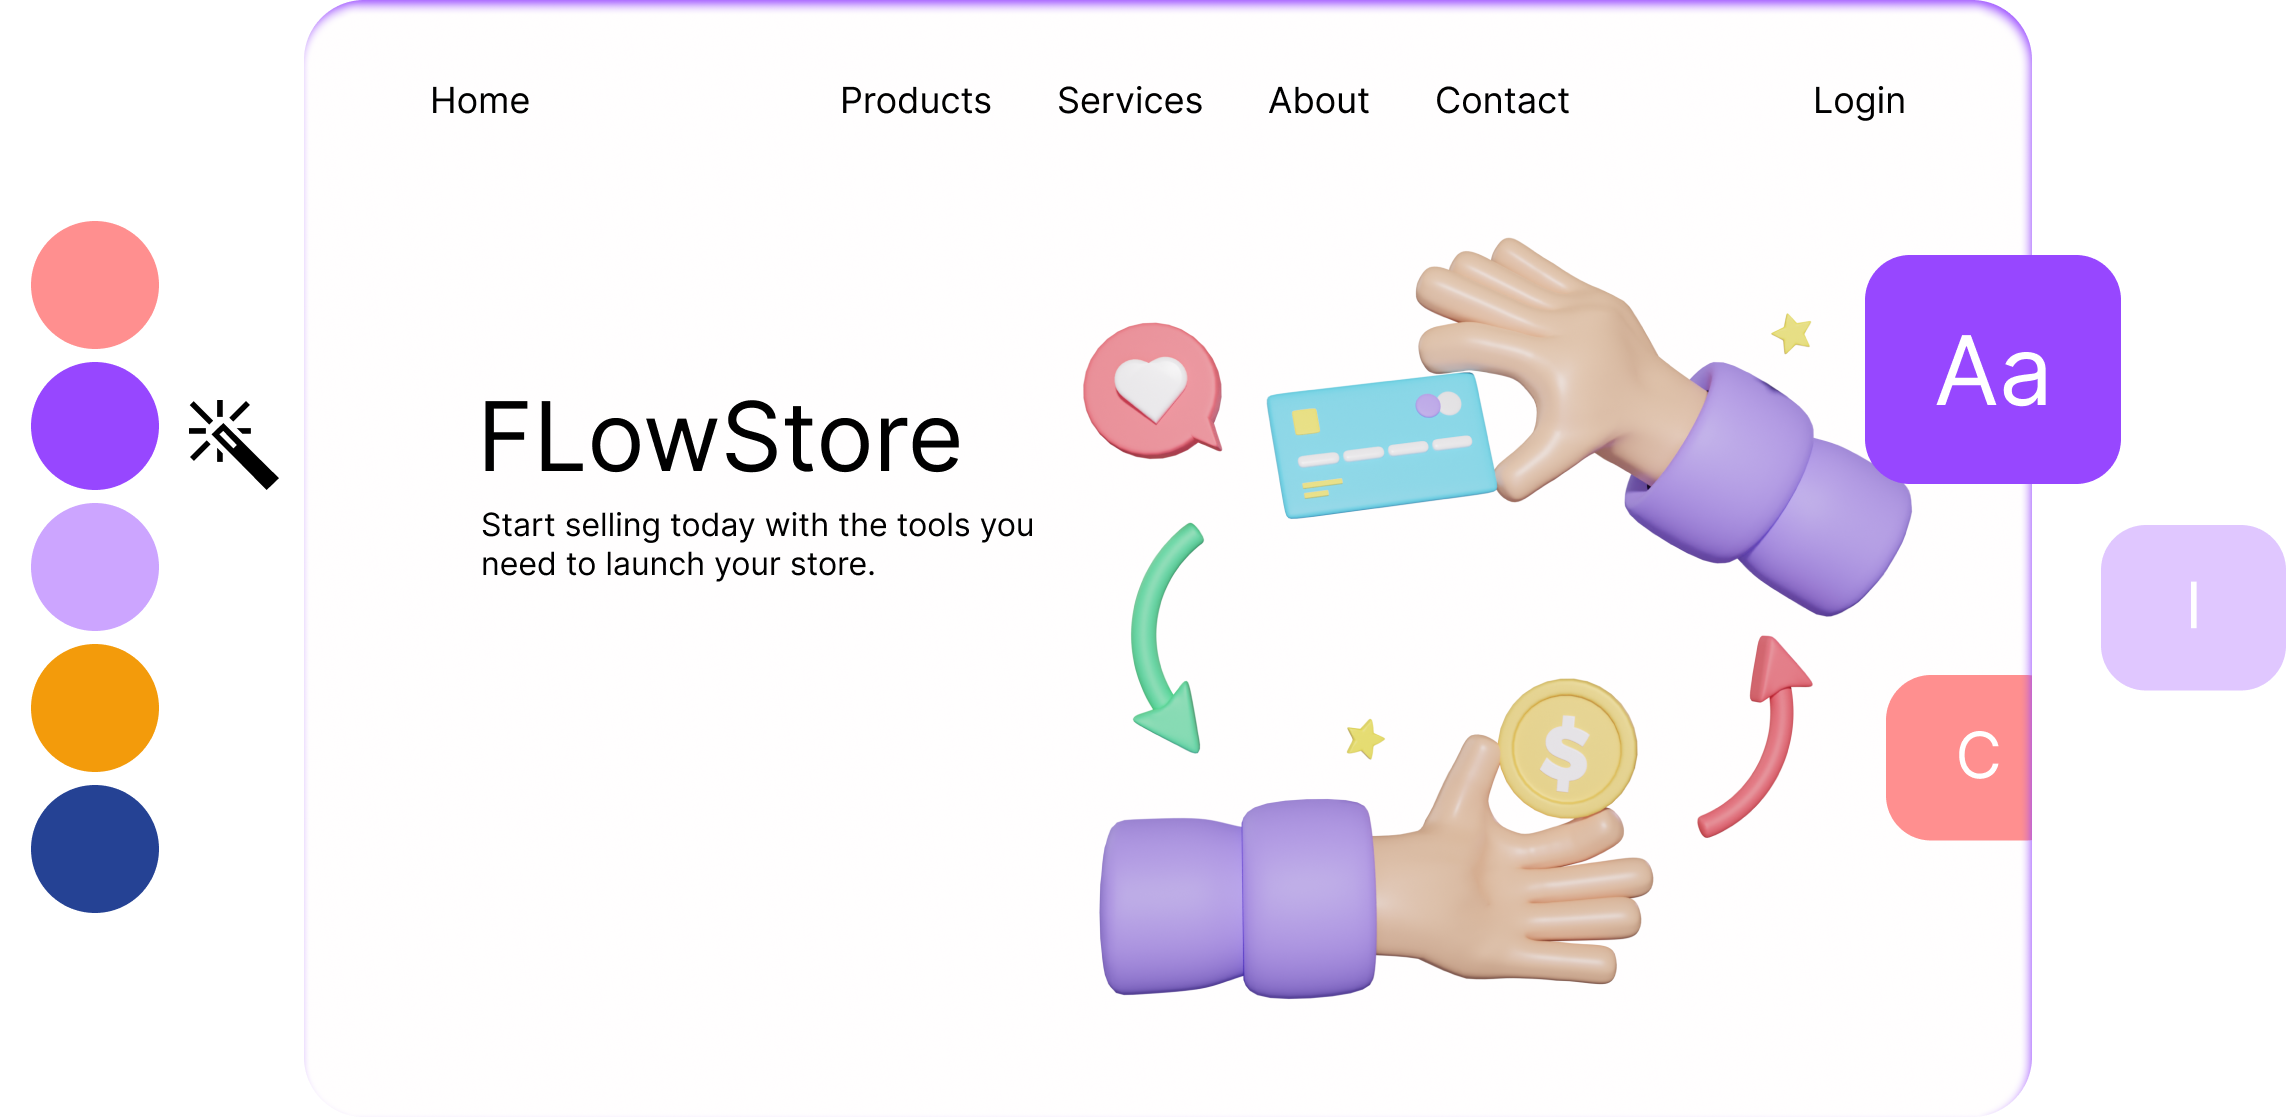 Home Products Services About Contact Login
Aa
FLowStore
Start selling today with the tools you
need to launch your store.
I
$
C